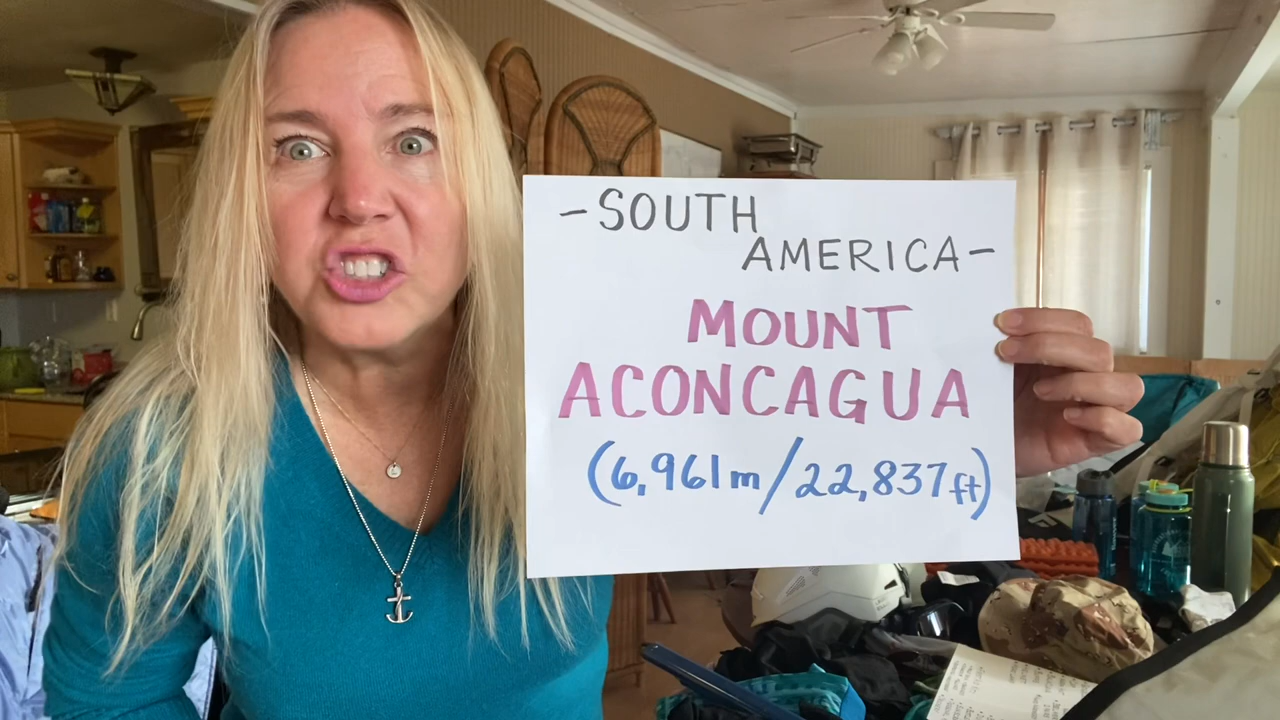 -SOUTH
AMERICA-
MOUNT
ACONCAGUA
(6,961m/22,837ft)